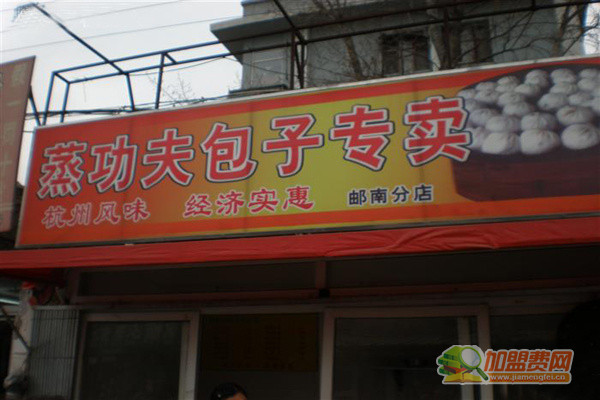 蒸功夫包子专卖
杭州风味 经济实惠 邮南分店
加盟费网
www.jiamengfei.cn